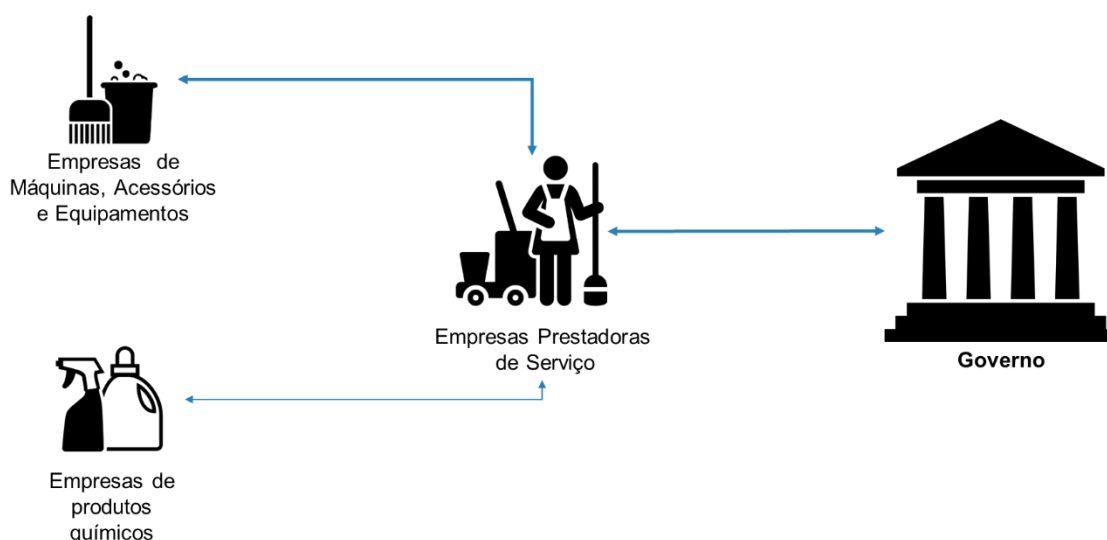 Empresas de
Máquinas, Acessórios
e Equipamentos
Empresas Prestadoras
de Serviço
Governo
Empresas de
produtos
químicos